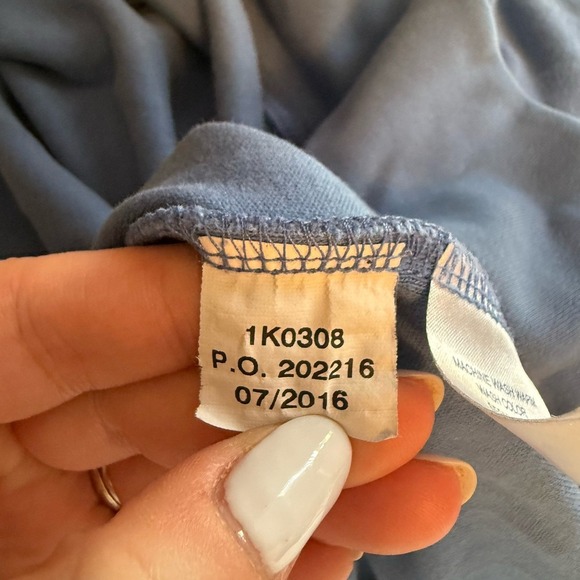 1K0308
P.O. 202216
07/2016
MACHINE WASH WARM
WASH COLOR